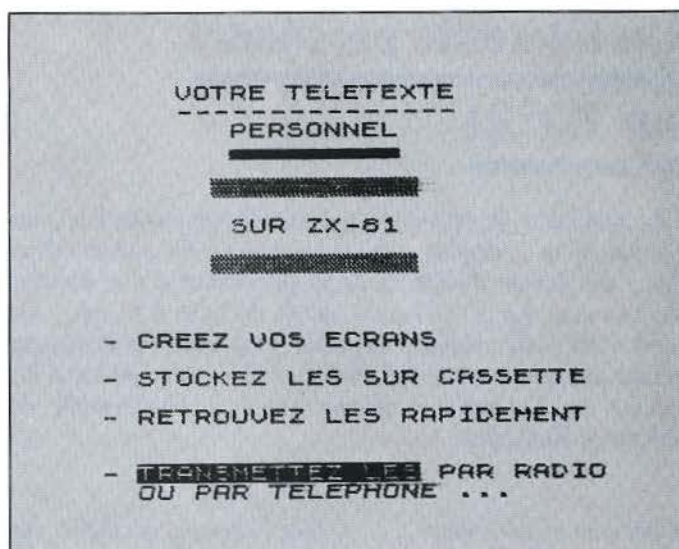 VOTRE TELETEXTE
PERSONNEL
SUR ZX-81
- CREEZ VOS ECRANS
- STOCKEZ LES SUR CASSETTE
- RETROUVEZ LES RAPIDEMENT
- TRANSMETTEZ LES PAR RADIO
OU PAR TELEPHONE ...